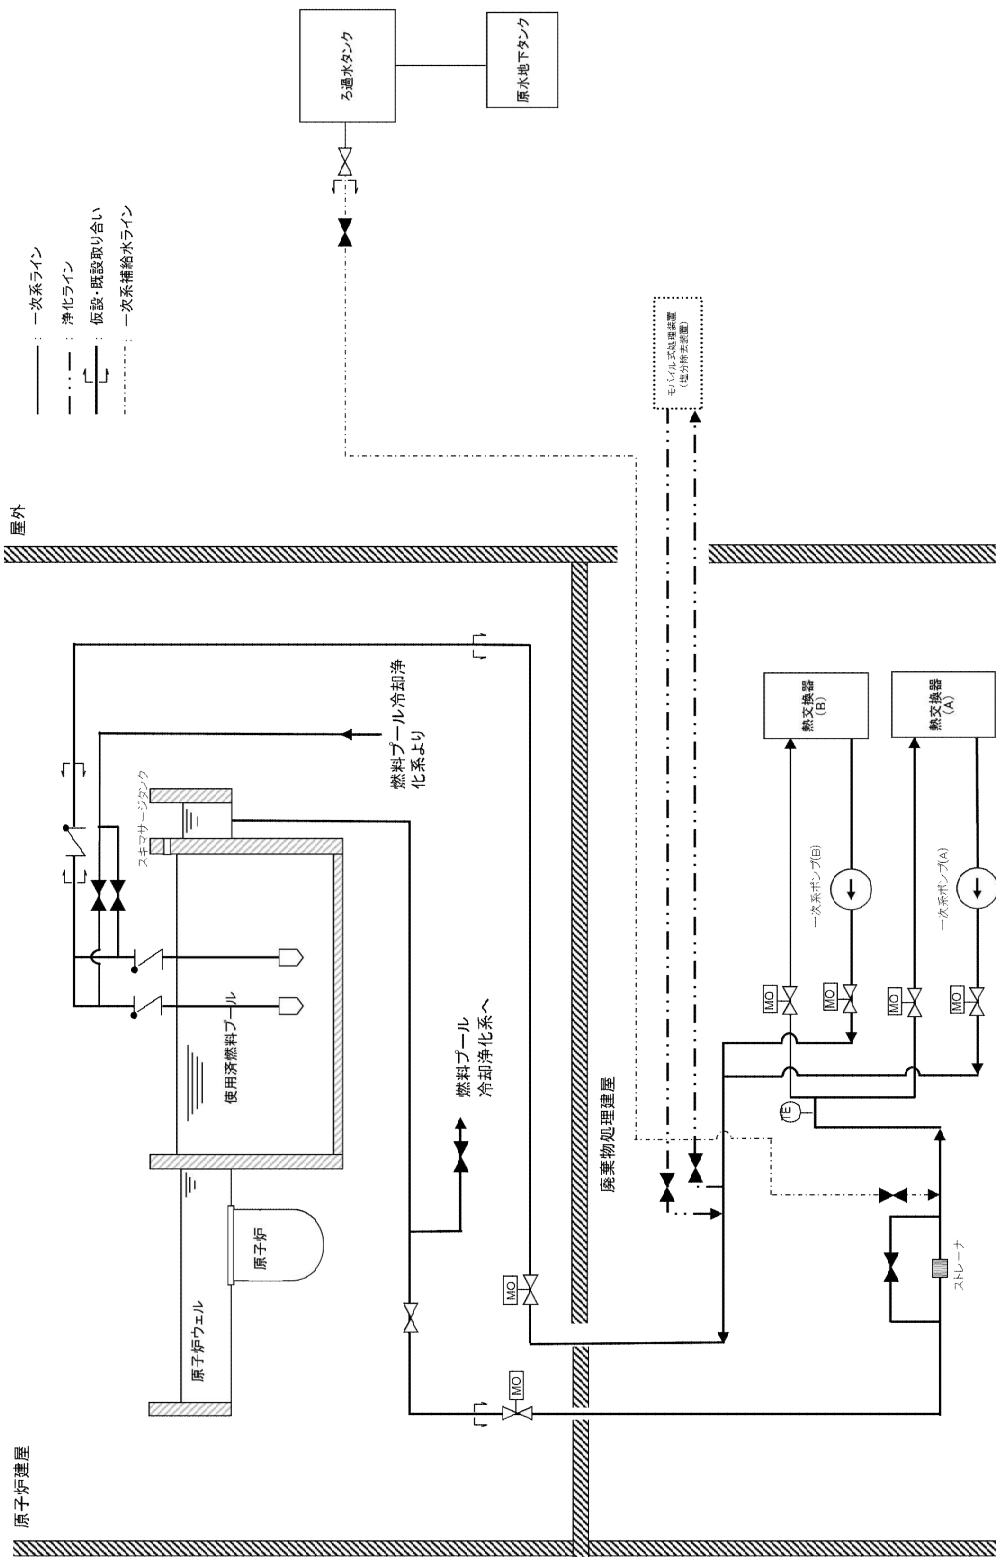 原子炉建屋
屋外
——— ： 一次系ライン
： 浄化ライン
： 仮設・既設取り合い
： 一次系補給水ライン
ろ過水タンク
原水地下タンク
スキマサージタンク
原子炉ウェル
使用済燃料プール
原子炉
燃料プール冷却浄
化系より
燃料プール
冷却浄化系へ
MO
MO
廃棄物処理建屋
モバイル式処理装置
（塩分除去装置）
熱交換器
(B)
熱交換器
(A)
一次系ポンプ(B)
一次系ポンプ(A)
MO
MO
MO
MO
TE
ストレーナ